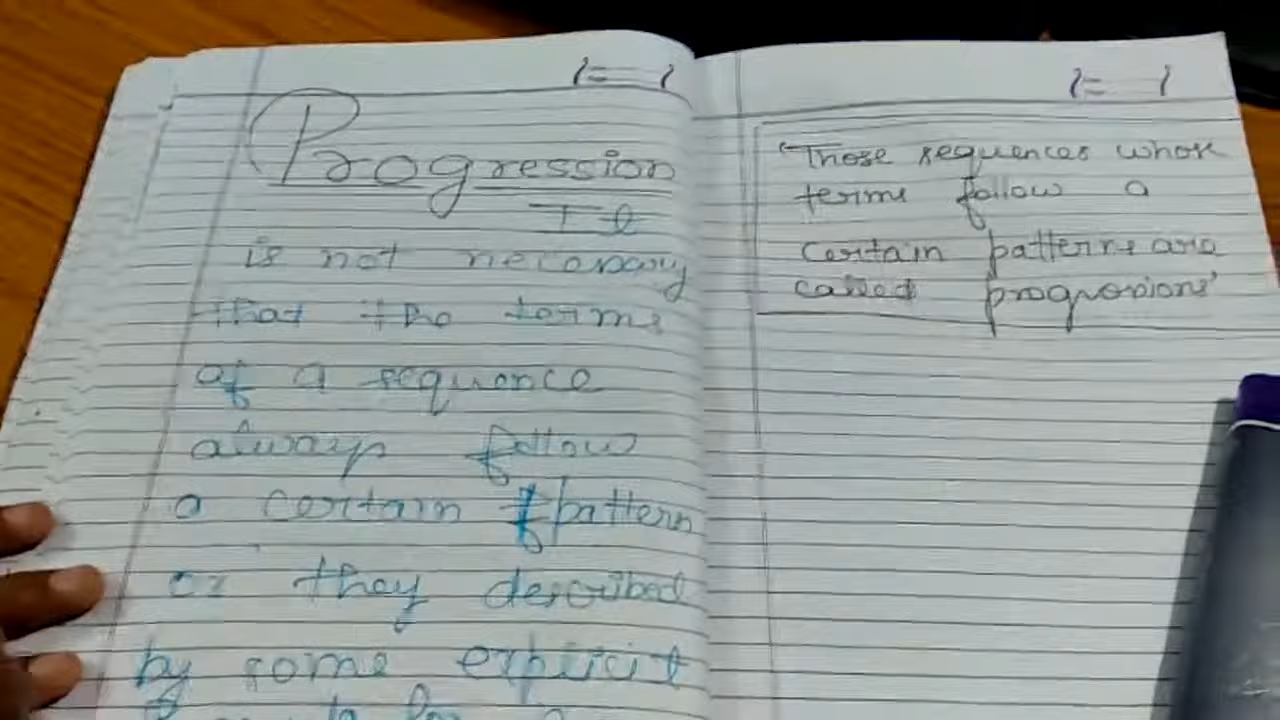 Progression
It
is not necessary
that the terms
of a sequence
always follow
a certain pattern
or they described
by some explicit
Those sequences whose
terms follow a
certain patterns are
called progressions